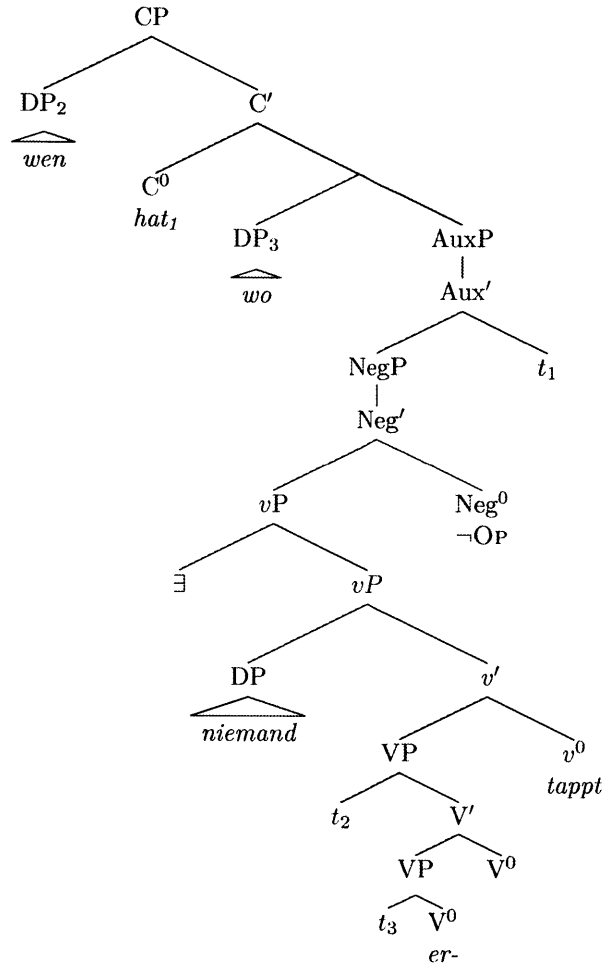 CP
DP₂ C′
wen
C⁰
hat₁
DP₃ AuxP
wo
Aux′
NegP t₁
Neg′
vP Neg⁰
¬OP
∃ vP
DP v′
niemand
VP v⁰
tappt
t₂ V′
VP V⁰
t₃ V⁰
er-